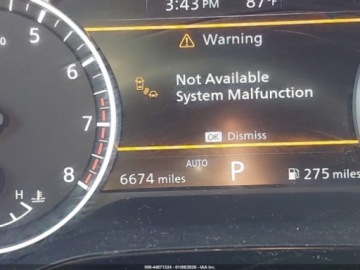 3:43 PM 87°F
Warning
5
6
7
8
Not Available
System Malfunction
OK Dismiss
AUTO
6674 miles P 275 miles
H